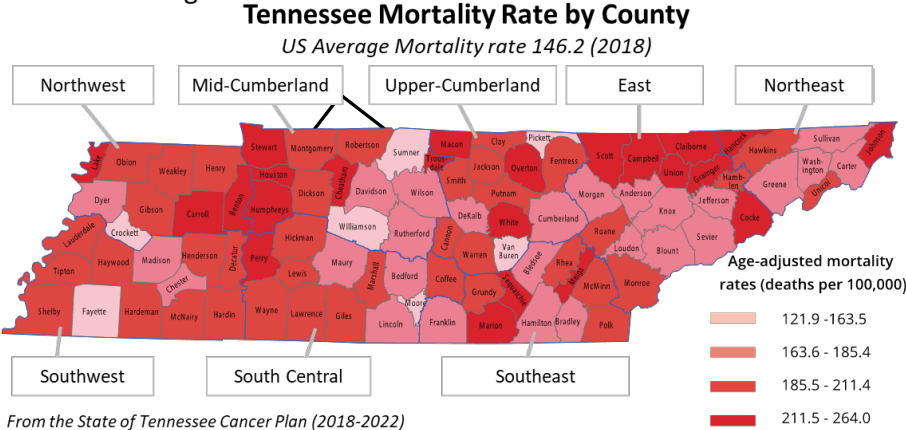 Tennessee Mortality Rate by County
US Average Mortality rate 146.2 (2018)
Northwest
Mid-Cumberland
Upper-Cumberland
East
Northeast
Lake
Obion
Weakley
Henry
Stewart
Montgomery
Robertson
Sumner
Macon
Trous-
dale
Clay
Pickett
Fentress
Scott
Campbell
Claiborne
Hancock
Hawkins
Sullivan
Johnson
Dyer
Gibson
Carroll
Benton
Houston
Humphreys
Dickson
Cheatham
Davidson
Wilson
Smith
Jackson
Overton
Putnam
Morgan
Anderson
Union
Grainger
Hamb-
len
Greene
Wash-
ington
Carter
Unicoi
Lauderdale
Crockett
Haywood
Madison
Henderson
Decatur
Perry
Hickman
Williamson
Rutherford
Cannon
DeKalb
White
Cumberland
Roane
Knox
Jefferson
Cocke
Tipton
Chester
Lewis
Maury
Marshall
Bedford
Coffee
Warren
Van
Buren
Bledsoe
Rhea
Meigs
Loudon
Blount
Sevier
Shelby
Fayette
Hardeman
McNairy
Hardin
Wayne
Lawrence
Giles
Lincoln
Moore
Franklin
Grundy
Sequatchie
Marion
Hamilton
Bradley
McMinn
Monroe
Polk
Southwest
South Central
Southeast
Age-adjusted mortality
rates (deaths per 100,000)
121.9 -163.5
163.6 - 185.4
185.5 - 211.4
211.5 - 264.0
From the State of Tennessee Cancer Plan (2018-2022)